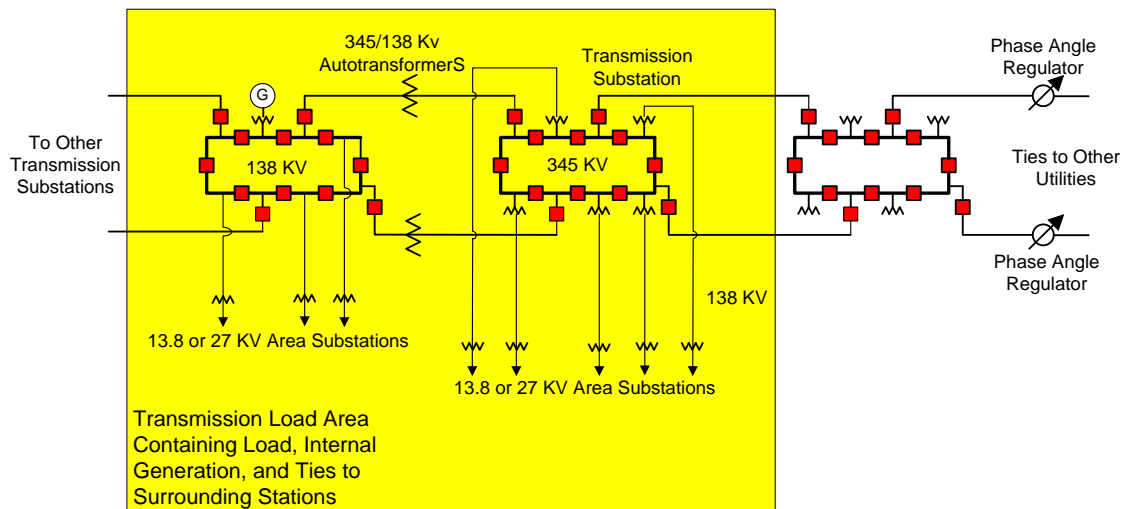 345/138 Kv
AutotransformerS
Transmission
Substation
Phase Angle
Regulator
G
To Other
Transmission
Substations
138 KV
345 KV
Ties to Other
Utilities
Phase Angle
Regulator
138 KV
13.8 or 27 KV Area Substations
13.8 or 27 KV Area Substations
Transmission Load Area
Containing Load, Internal
Generation, and Ties to
Surrounding Stations